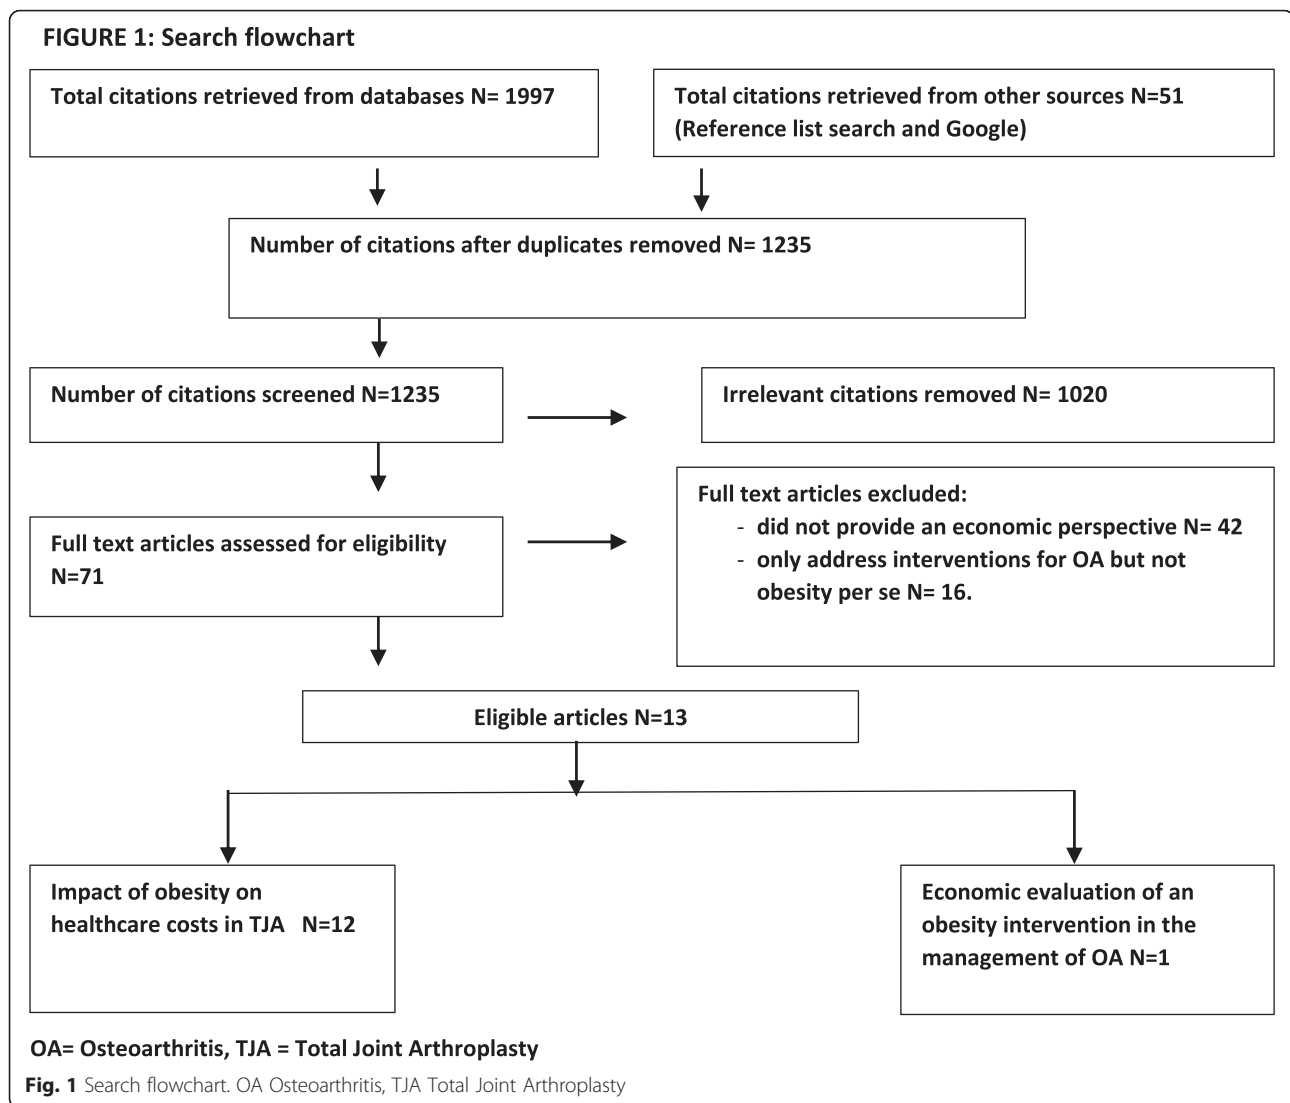 FIGURE 1: Search flowchart
Total citations retrieved from databases N= 1997
Total citations retrieved from other sources N=51
(Reference list search and Google)
Number of citations after duplicates removed N= 1235
Number of citations screened N=1235
Irrelevant citations removed N= 1020
Full text articles assessed for eligibility
N=71
Full text articles excluded:
- did not provide an economic perspective N= 42
- only address interventions for OA but not
obesity per se N= 16.
Eligible articles N=13
Impact of obesity on
healthcare costs in TJA N=12
Economic evaluation of an
obesity intervention in the
management of OA N=1
OA= Osteoarthritis, TJA = Total Joint Arthroplasty
Fig. 1 Search flowchart. OA Osteoarthritis, TJA Total Joint Arthroplasty